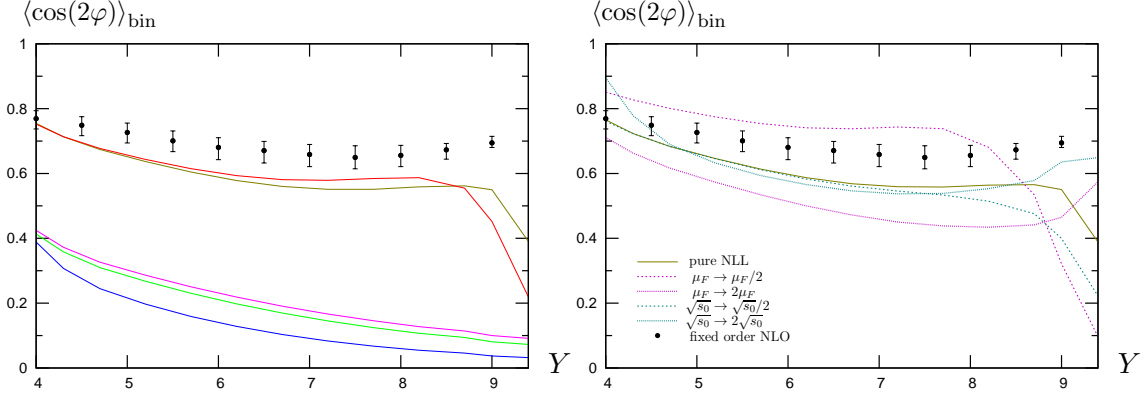 ⟨cos(2φ)⟩bin
1
0.8
0.6
0.4
0.2
0
4 5 6 7 8 9
Y
⟨cos(2φ)⟩bin
1
0.8
0.6
0.4
0.2
0
pure NLL
μF → μF/2
μF → 2μF
√s0 → √s0/2
√s0 → 2√s0
fixed order NLO
4 5 6 7 8 9
Y